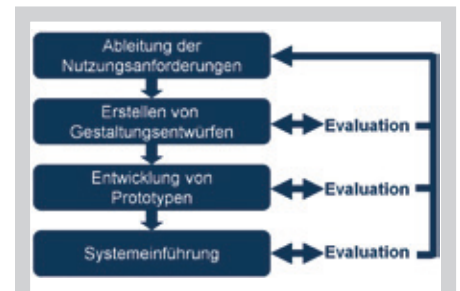 Ableitung der
Nutzungsanforderungen
Erstellen von
Gestaltungsentwürfen
Evaluation
Entwicklung von
Prototypen
Evaluation
Systemeinführung
Evaluation